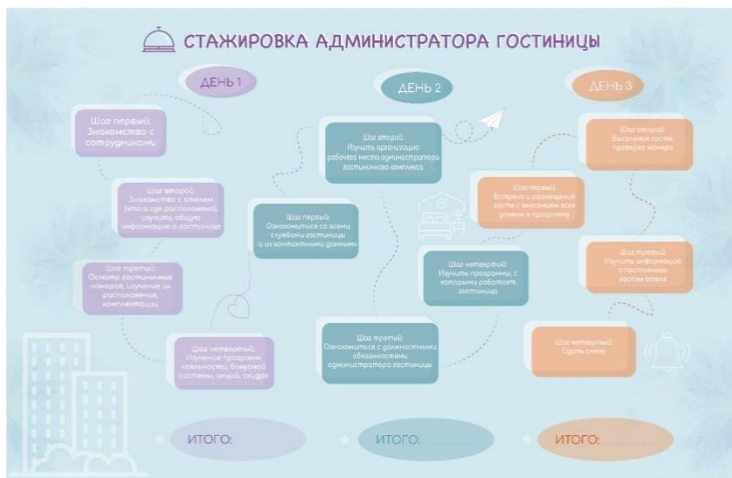 СТАЖИРОВКА АДМИНИСТРАТОРА ГОСТИНИЦЫ
ДЕНЬ 1
Шаг первый:
Знакомство с
сотрудниками
Шаг второй:
Знакомство с отелем
(что и где расположено),
изучить общую
информацию о гостинице
Шаг третий:
Осмотр гостиничных
номеров, изучение их
расположения,
комплектации
Шаг четвертый:
Изучение программ
лояльности, бонусной
системы, акций, скидок
ИТОГО:
ДЕНЬ 2
Шаг первый:
Ознакомиться со всеми
службами гостиницы
и их контактными данными
Шаг второй:
Изучить организацию
рабочего места администратора
гостиничного комплекса
Шаг третий:
Ознакомиться с должностными
обязанностями
администратора гостиницы
Шаг четвертый:
Изучить программы, с
которыми работает
гостиница
ИТОГО:
ДЕНЬ 3
Шаг первый:
Встреча и размещение
гостя с внесением всех
данных в программу
Шаг второй:
Выселение гостя,
проверка номера
Шаг третий:
Изучить информацию
о постоянных
гостях отеля
Шаг четвертый:
Сдать смену
ИТОГО: